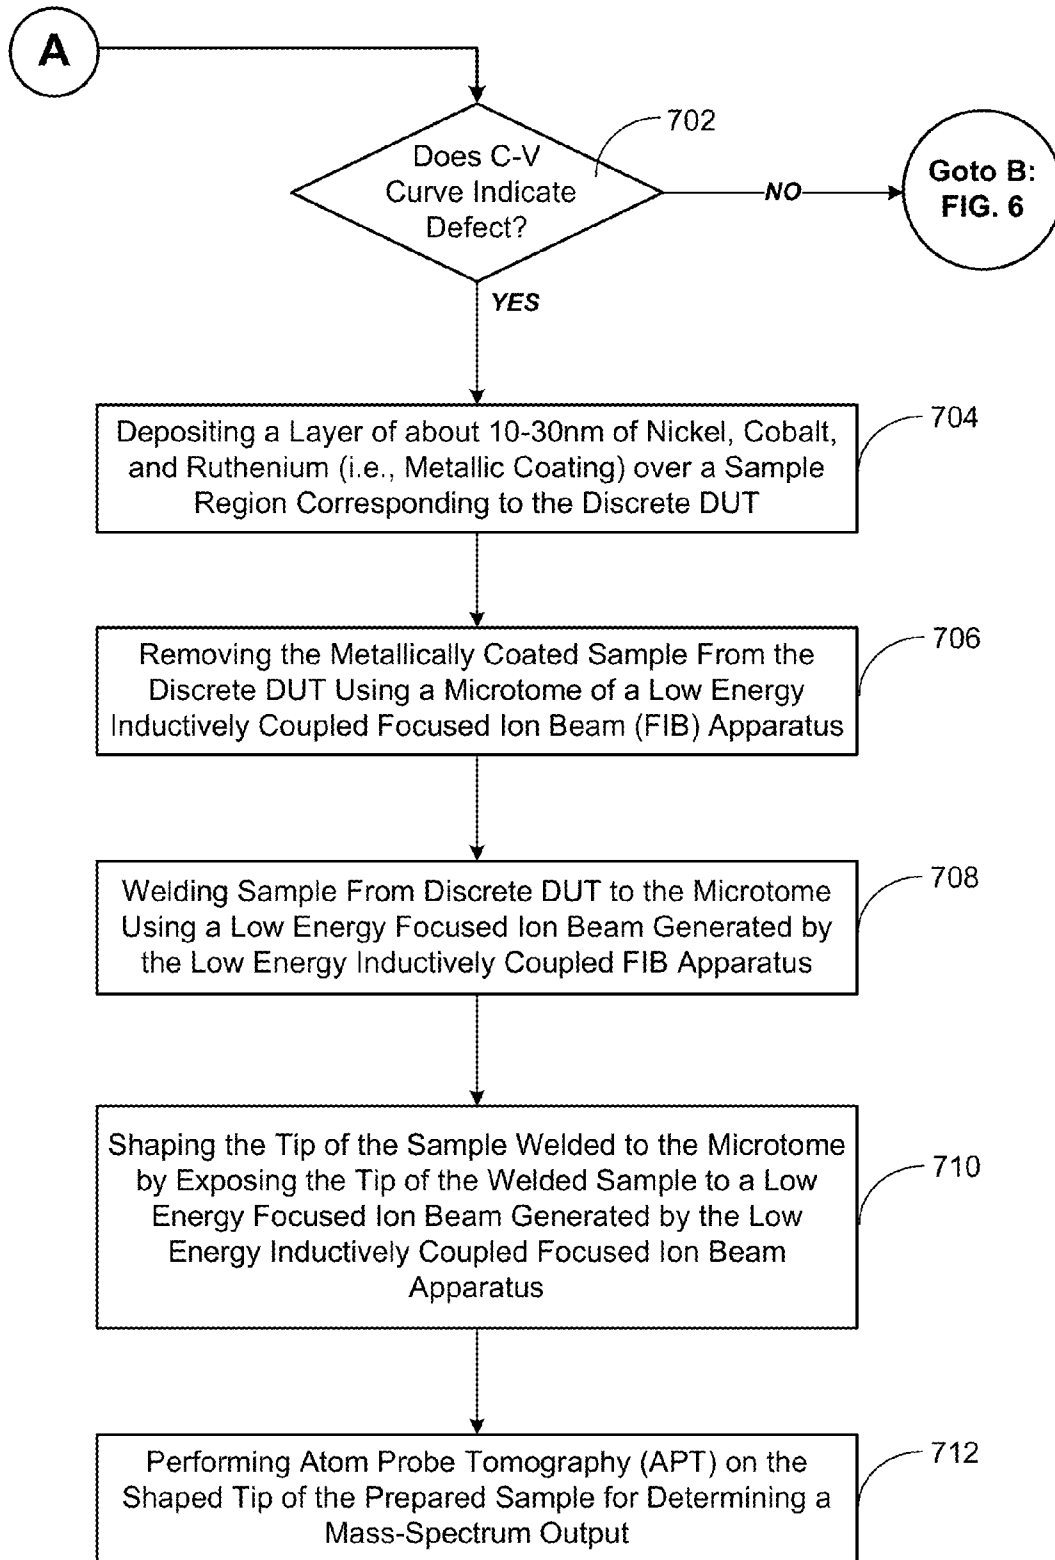 A
702
Does C-V
Curve Indicate
Defect?
NO
Goto B:
FIG. 6
YES
704
Depositing a Layer of about 10-30nm of Nickel, Cobalt,
and Ruthenium (i.e., Metallic Coating) over a Sample
Region Corresponding to the Discrete DUT
706
Removing the Metallically Coated Sample From the
Discrete DUT Using a Microtome of a Low Energy
Inductively Coupled Focused Ion Beam (FIB) Apparatus
708
Welding Sample From Discrete DUT to the Microtome
Using a Low Energy Focused Ion Beam Generated by
the Low Energy Inductively Coupled FIB Apparatus
710
Shaping the Tip of the Sample Welded to the Microtome
by Exposing the Tip of the Welded Sample to a Low
Energy Focused Ion Beam Generated by the Low
Energy Inductively Coupled Focused Ion Beam
Apparatus
712
Performing Atom Probe Tomography (APT) on the
Shaped Tip of the Prepared Sample for Determining a
Mass-Spectrum Output